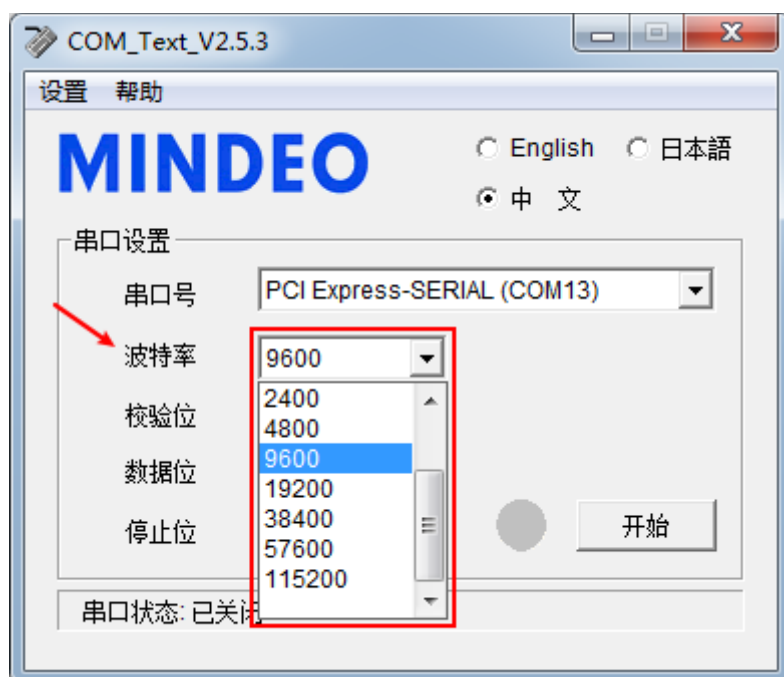 COM_Text_V2.5.3
设置 帮助
MINDEO
English 日本語
中 文
串口设置
串口号 PCI Express-SERIAL (COM13)
波特率 9600
2400
校验位
4800
9600
数据位
19200
38400
停止位
开始
57600
115200
串口状态: 已关